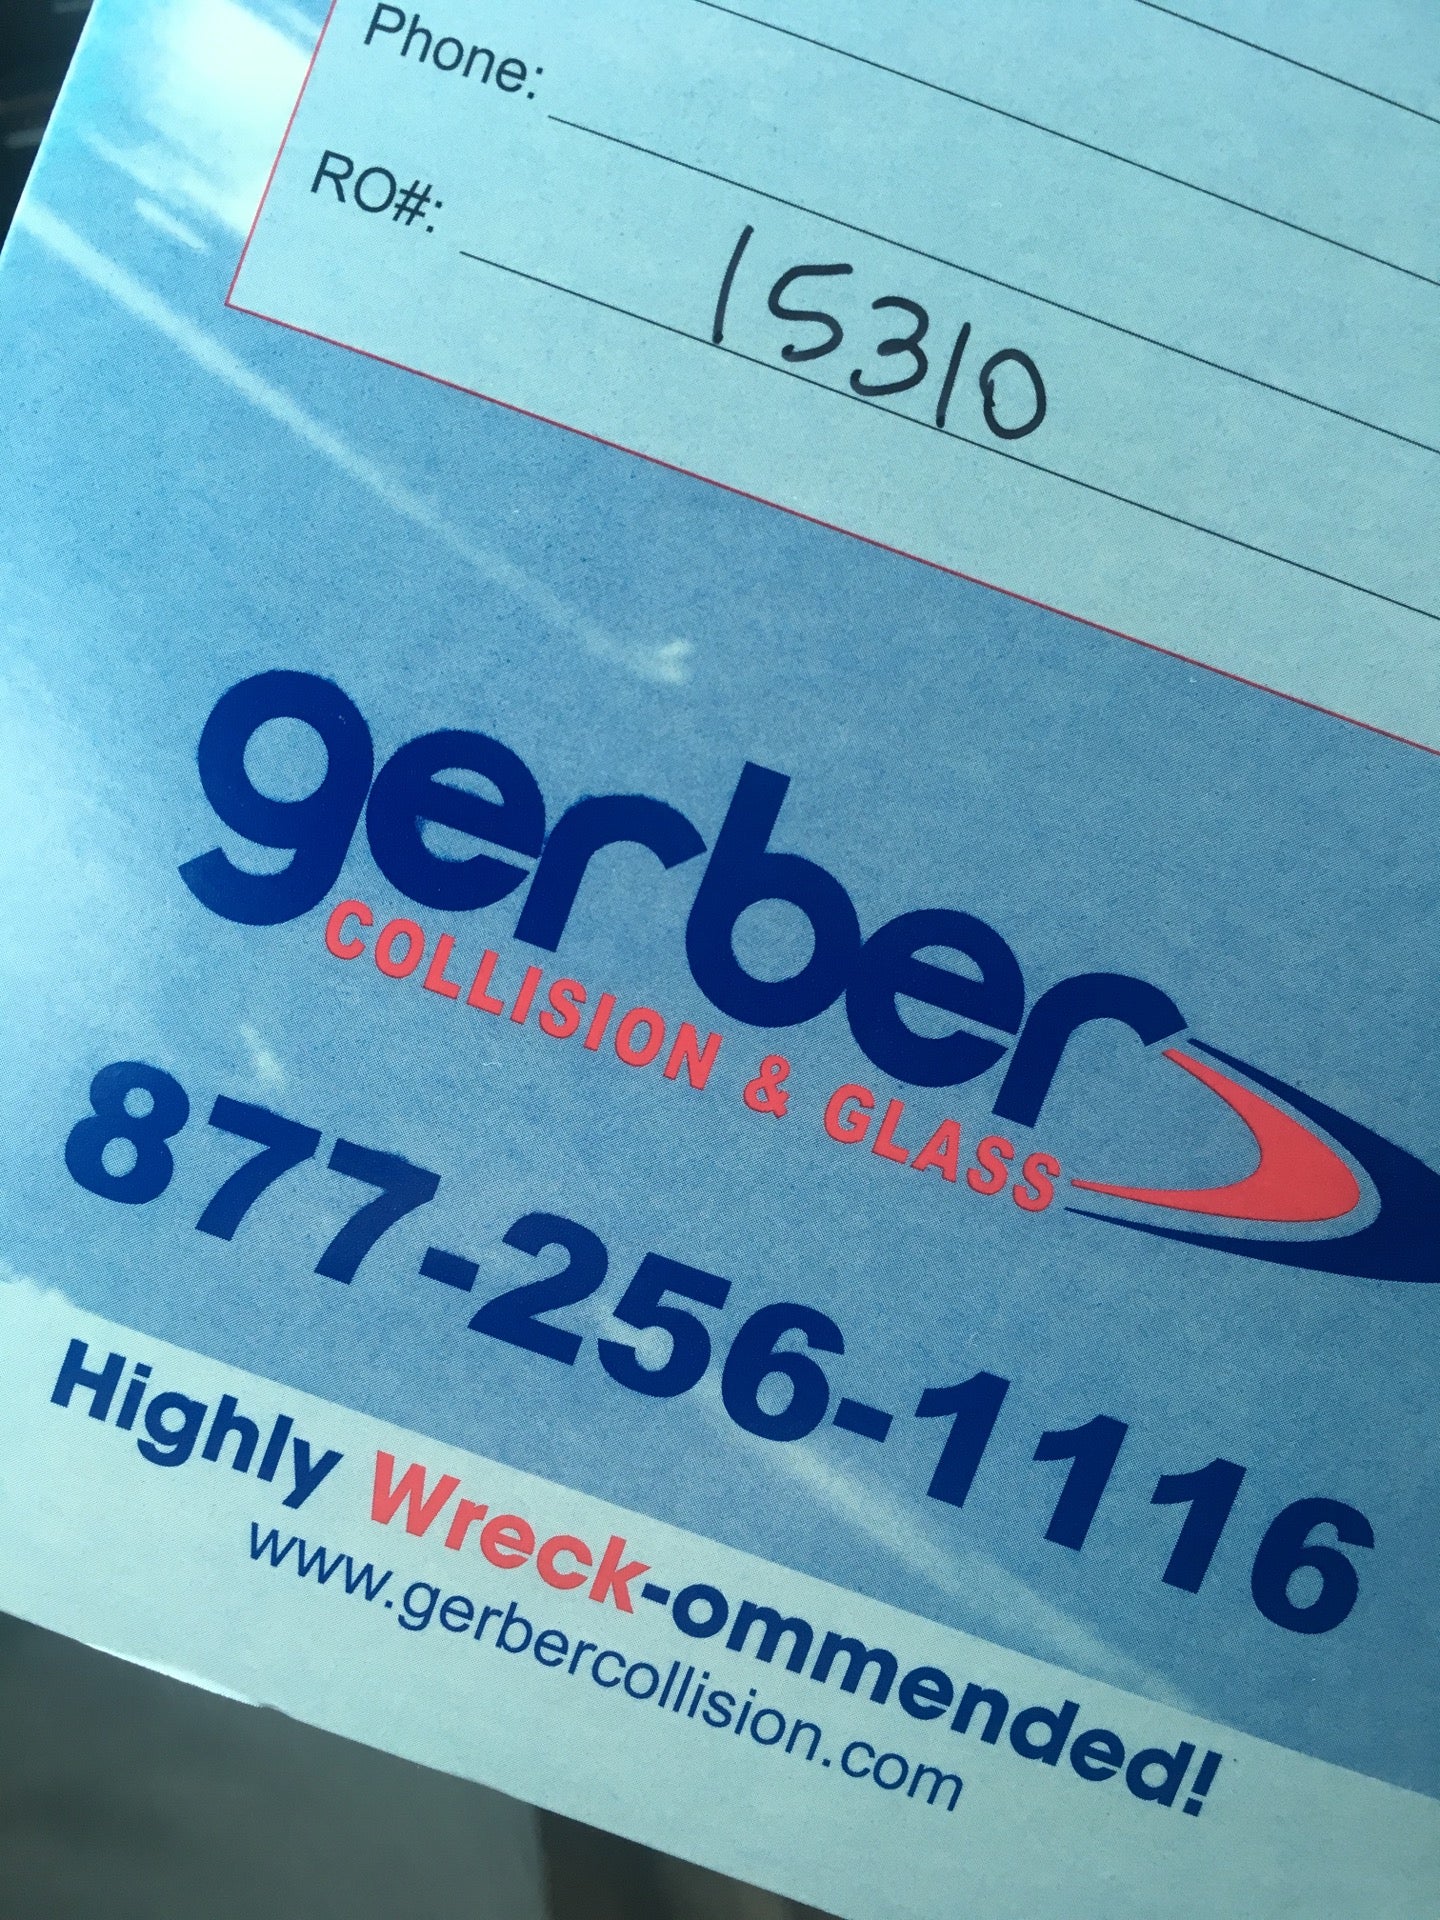 Phone:
RO#: 15310
gerber
COLLISION & GLASS
877-256-1116
Highly Wreck-ommended!
www.gerbercollision.com